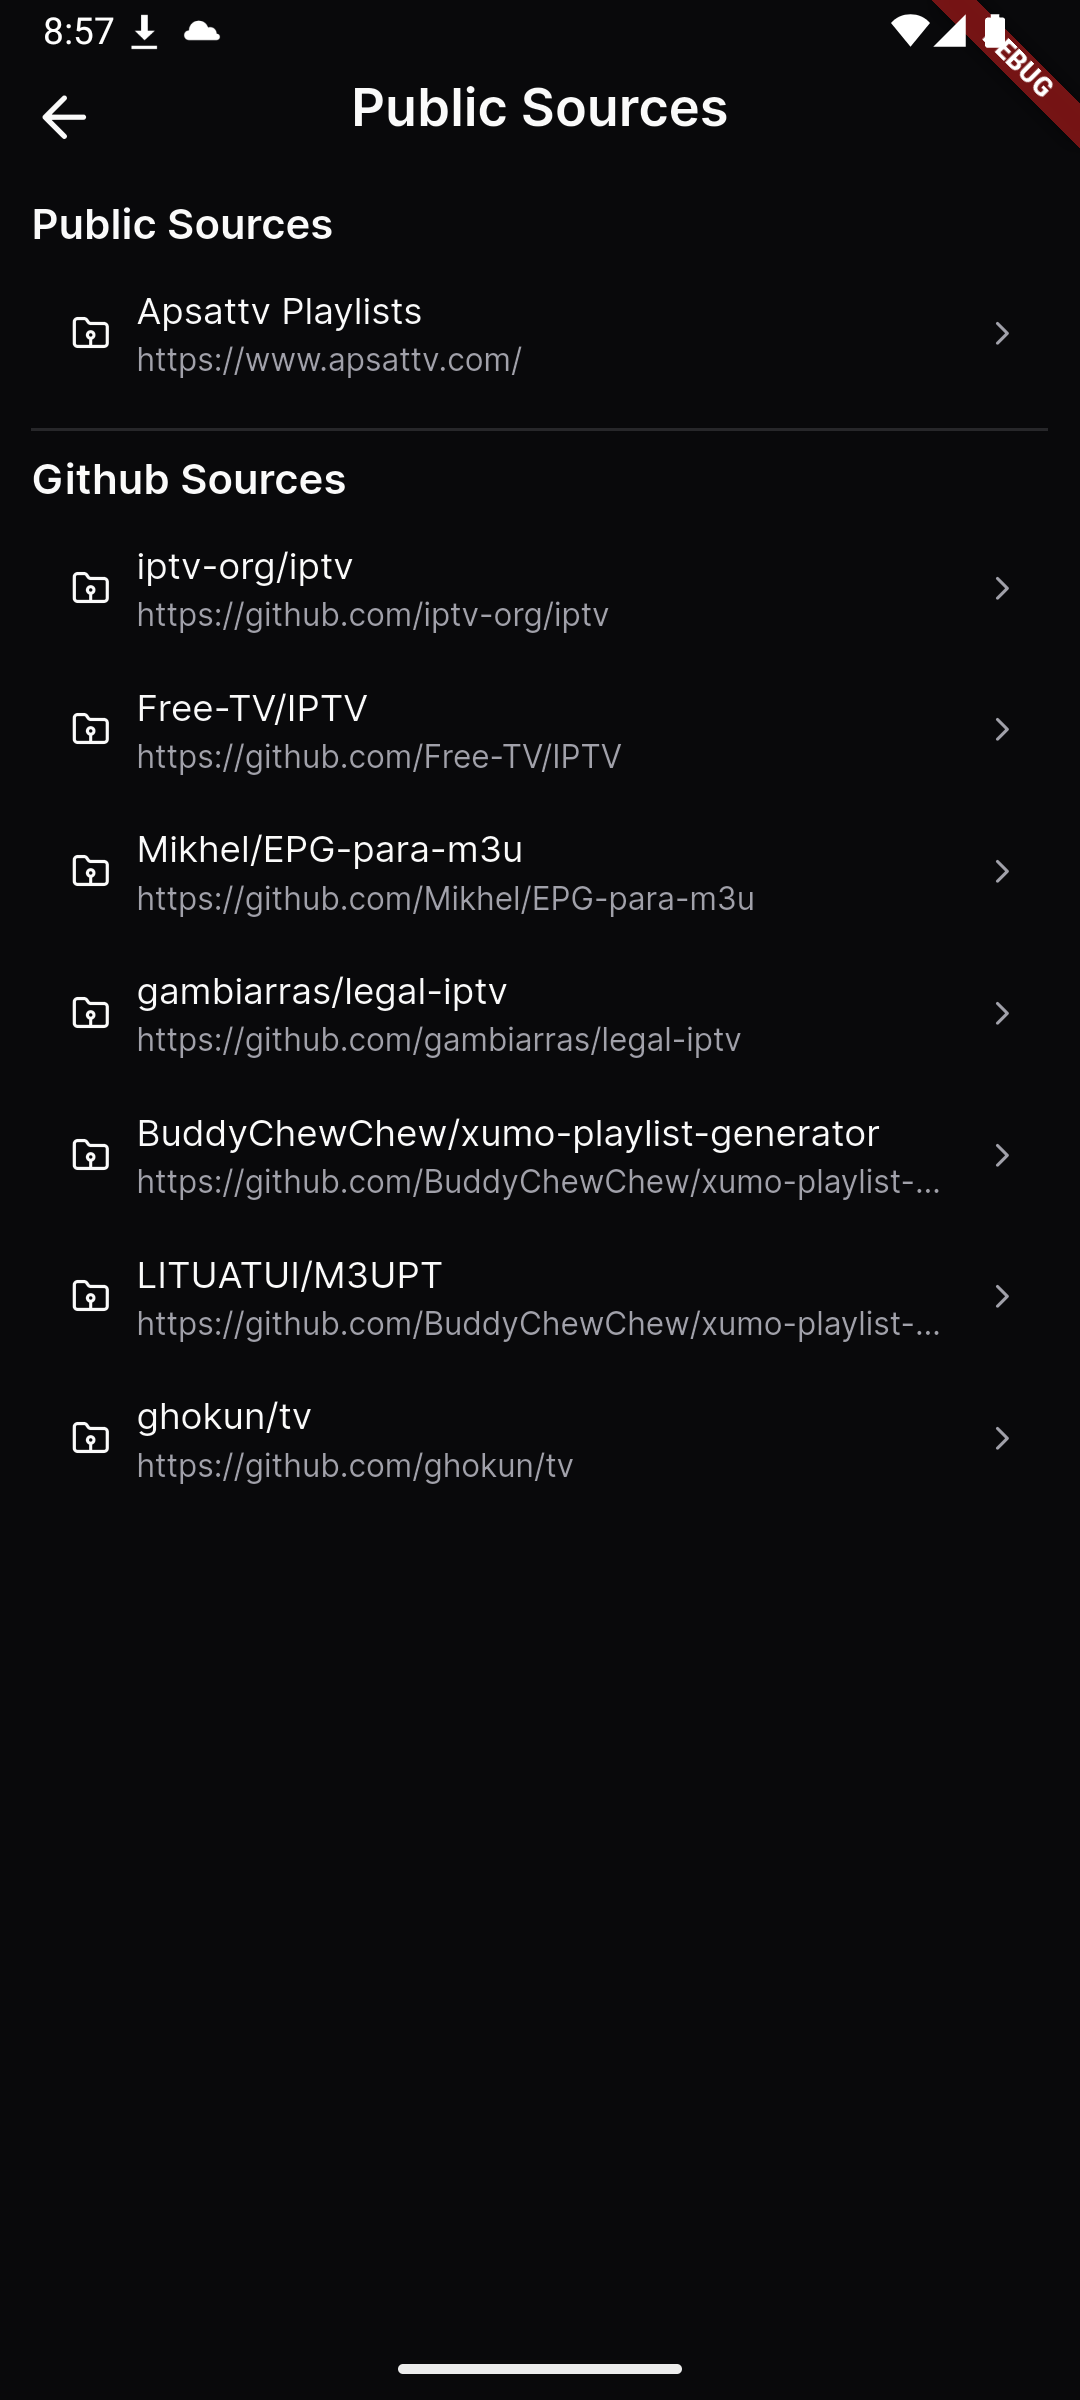 8:57
EBUG
Public Sources
Public Sources
Apsattv Playlists
https://www.apsattv.com/
Github Sources
iptv-org/iptv
https://github.com/iptv-org/iptv
Free-TV/IPTV
https://github.com/Free-TV/IPTV
Mikhel/EPG-para-m3u
https://github.com/Mikhel/EPG-para-m3u
gambiarras/legal-iptv
https://github.com/gambiarras/legal-iptv
BuddyChewChew/xumo-playlist-generator
https://github.com/BuddyChewChew/xumo-playlist-...
LITUATUI/M3UPT
https://github.com/BuddyChewChew/xumo-playlist-...
ghokun/tv
https://github.com/ghokun/tv